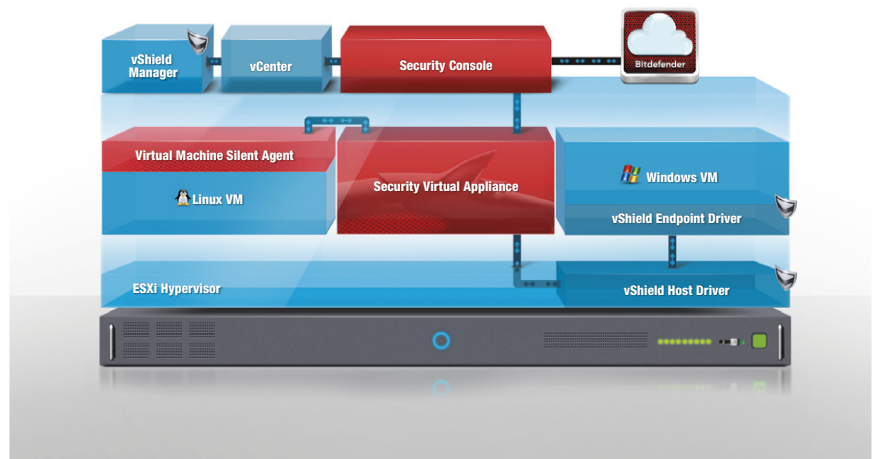 vShield
Manager
vCenter
Security Console
Bitdefender
Virtual Machine Silent Agent
Linux VM
Security Virtual Appliance
Windows VM
vShield Endpoint Driver
ESXi Hypervisor
vShield Host Driver